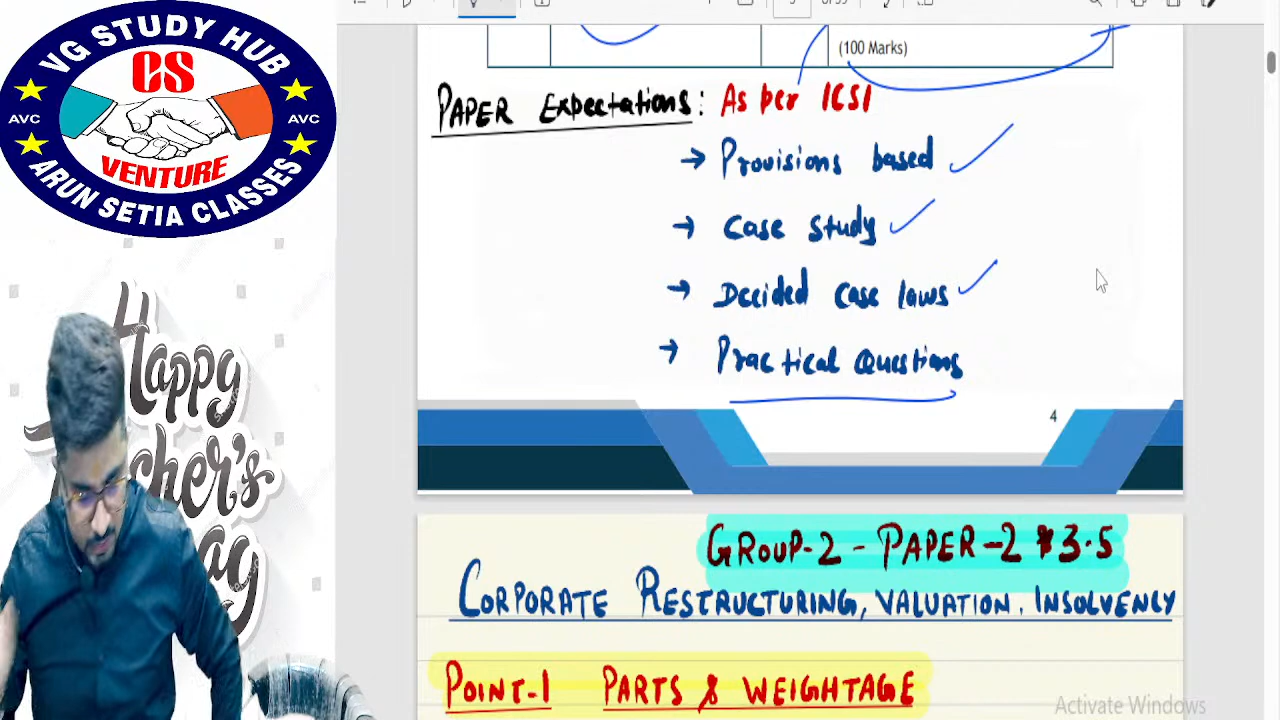 VG STUDY HUB
CS
AVC
AVC
VENTURE
ARUN SETIA CLASSES
Happy
(100 Marks)
PAPER Expectations : As per ICSI
→ Provisions based
→ Case Study
→ Decided Case laws
→ Practical Questions
4
GROUP-2 - PAPER-2 * 3.5
CORPORATE RESTRUCTURING, VALUATION, INSOLVENCY
POINT-1 PARTS & WEIGHTAGE
Activate Windows